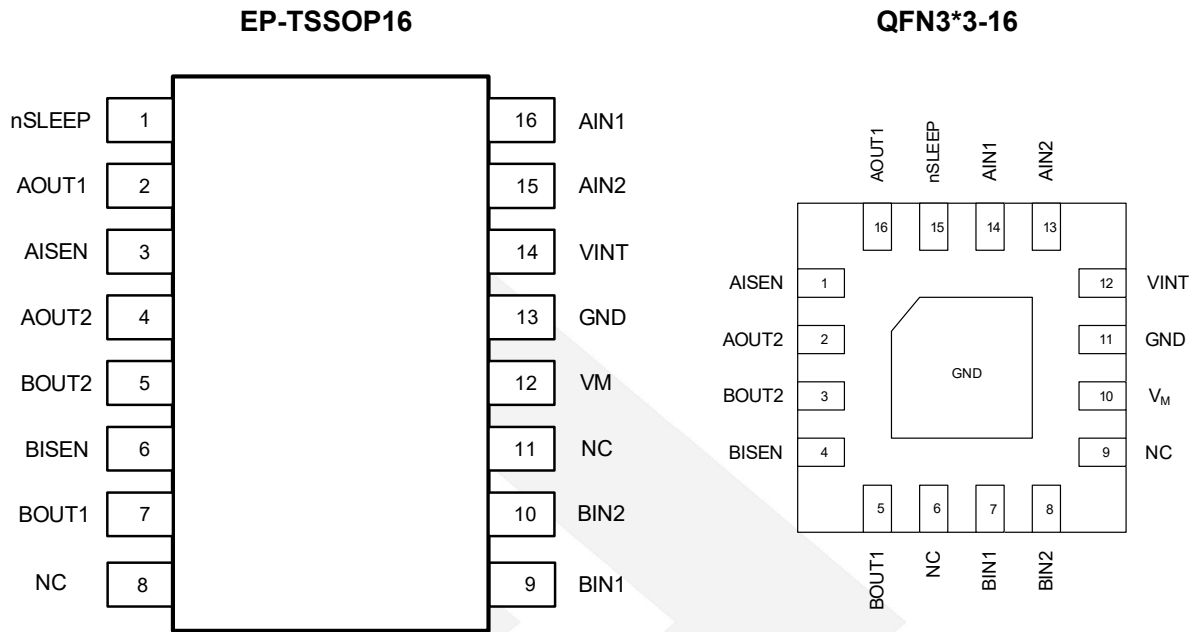 EP-TSSOP16
nSLEEP 1
AOUT1 2
AISEN 3
AOUT2 4
BOUT2 5
BISEN 6
BOUT1 7
NC 8
16 AIN1
15 AIN2
14 VINT
13 GND
12 VM
11 NC
10 BIN2
9 BIN1
QFN3*3-16
AOUT1
nSLEEP
AIN1
AIN2
16
15
14
13
AISEN 1
AOUT2 2
BOUT2 3
BISEN 4
GND
12 VINT
11 GND
10 VM
9 NC
5
6
7
8
BOUT1
NC
BIN1
BIN2